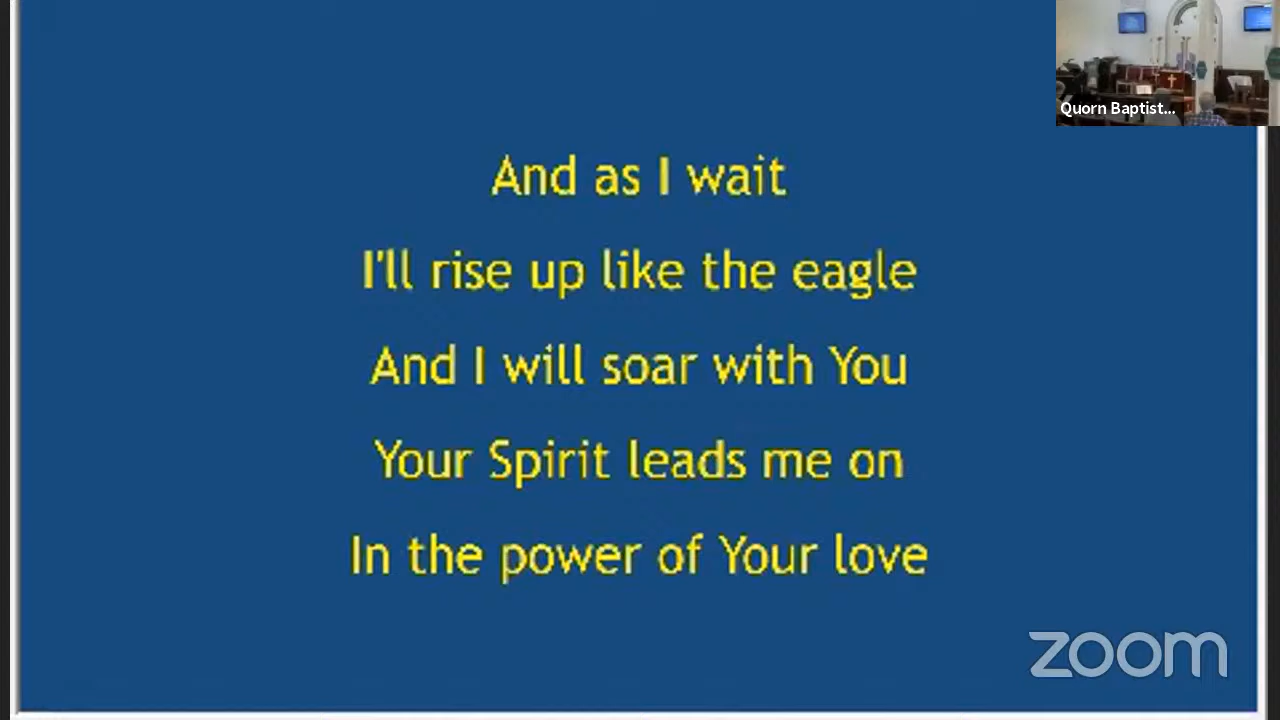 Quorn Baptist...
And as I wait
I'll rise up like the eagle
And I will soar with You
Your Spirit leads me on
In the power of Your love
zoom